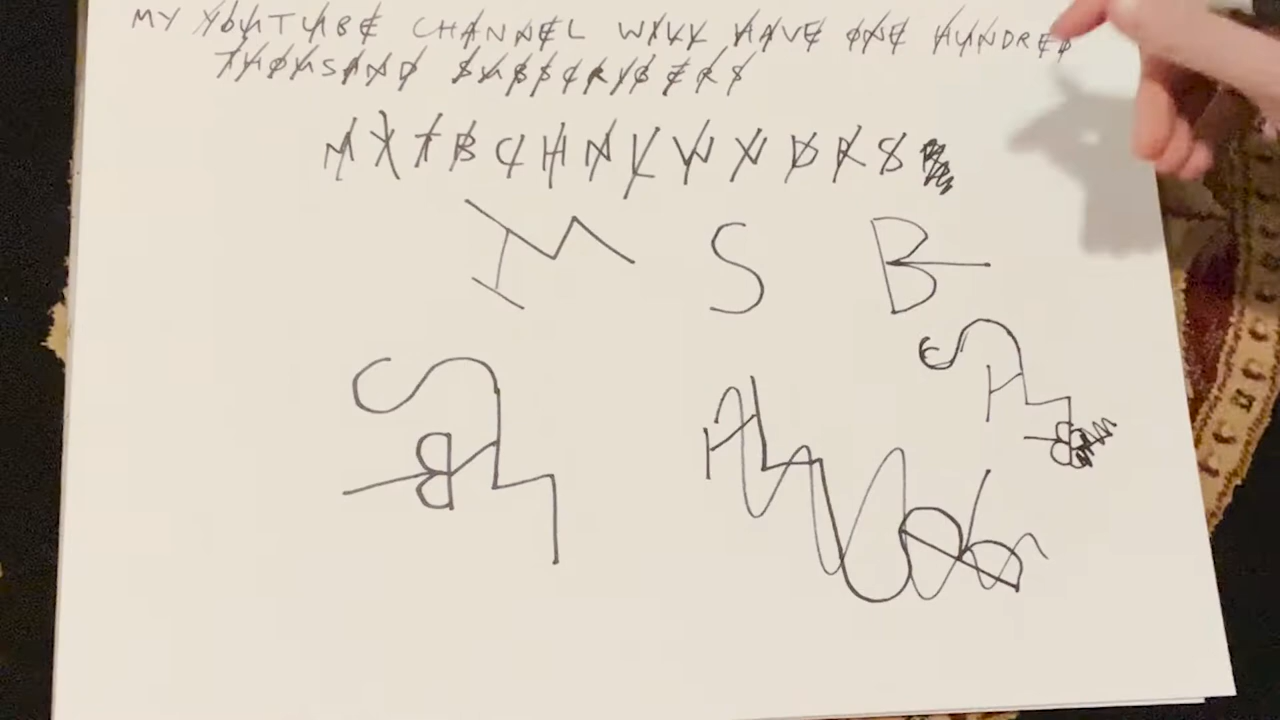 MY YOUTUBE CHANNEL WILL HAVE ONE HUNDRED
THOUSAND SUBSCRIBERS
M Y T B C H N L W V D R S
M S B